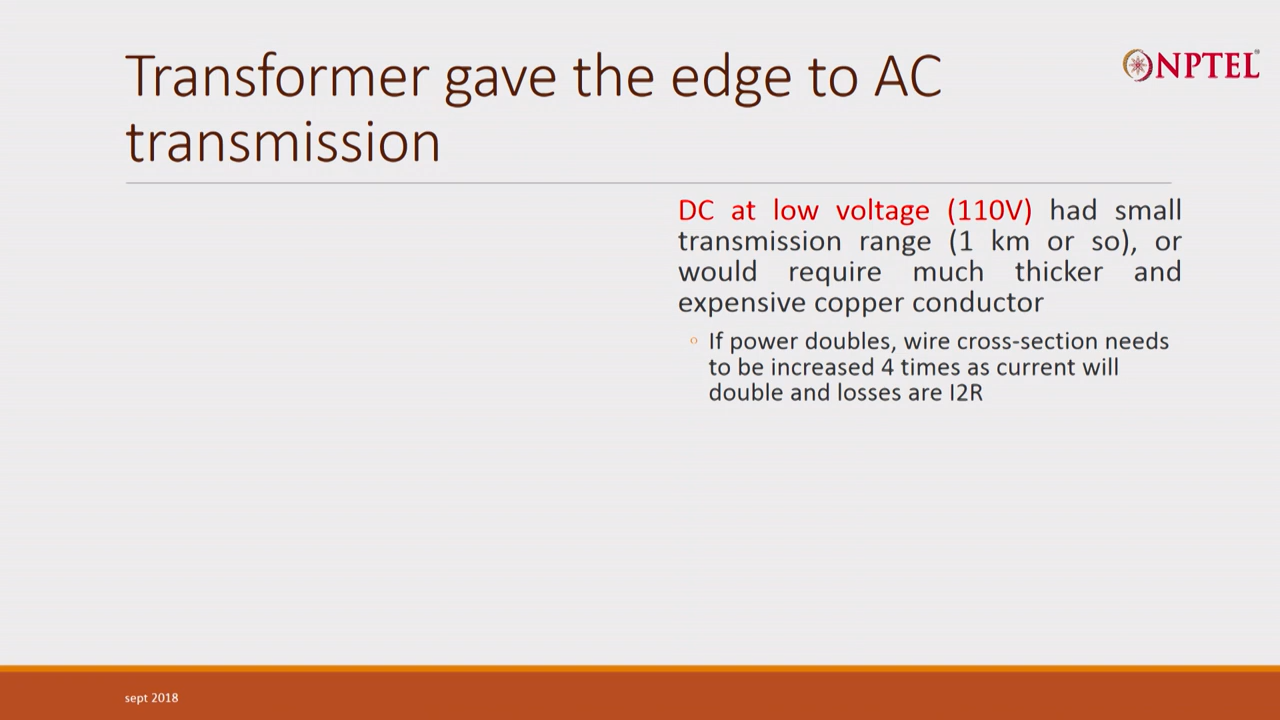 Transformer gave the edge to AC
transmission
NPTEL
DC at low voltage (110V) had small
transmission range (1 km or so), or
would require much thicker and
expensive copper conductor
◦ If power doubles, wire cross-section needs
to be increased 4 times as current will
double and losses are I2R
sept 2018